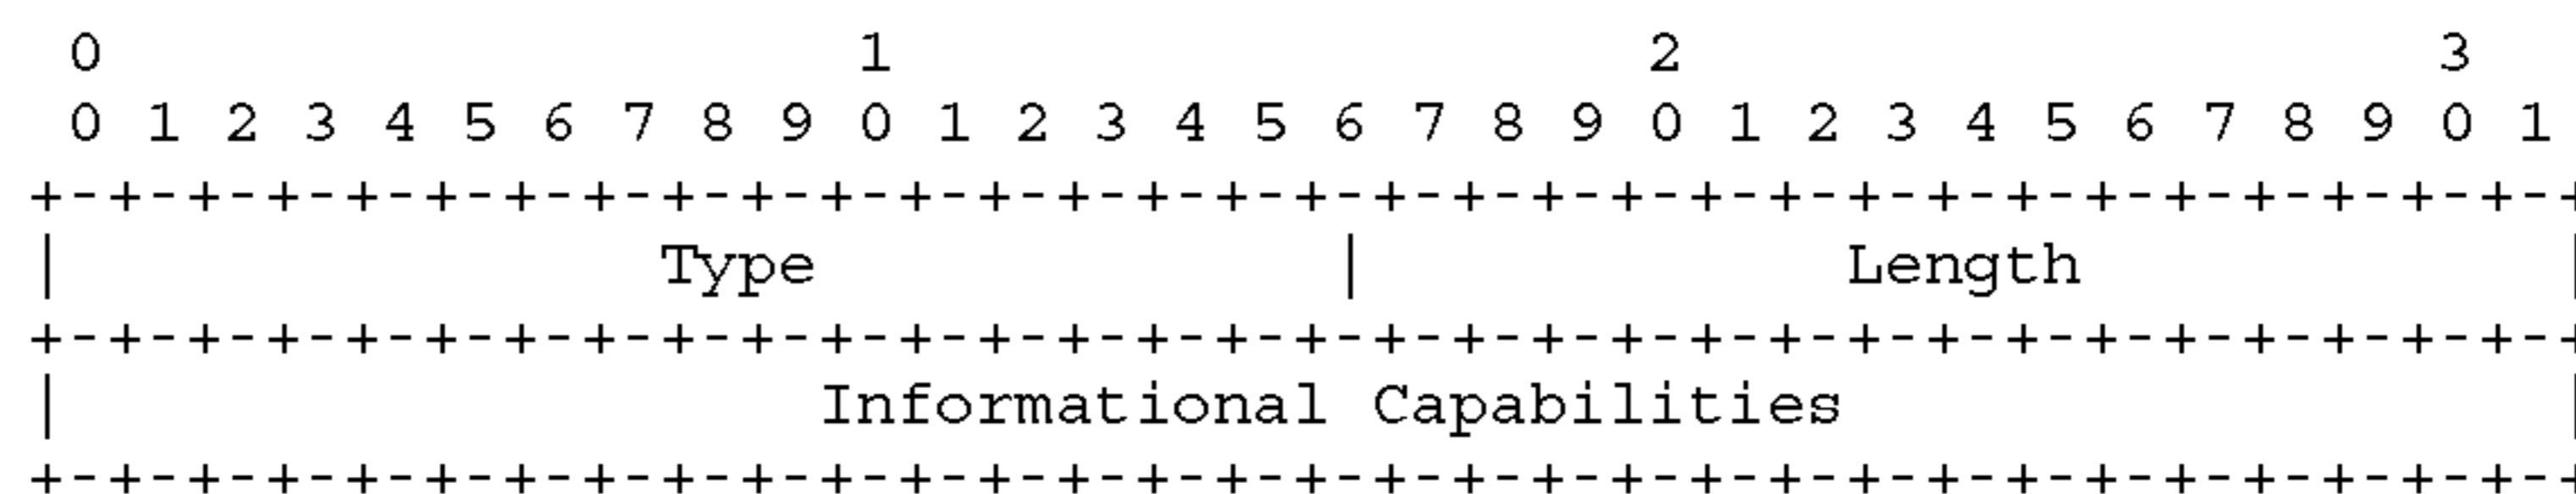 0                   1                   2                   3
 0 1 2 3 4 5 6 7 8 9 0 1 2 3 4 5 6 7 8 9 0 1 2 3 4 5 6 7 8 9 0 1
+-+-+-+-+-+-+-+-+-+-+-+-+-+-+-+-+-+-+-+-+-+-+-+-+-+-+-+-+-+-+-+-+
|               Type             |            Length             |
+-+-+-+-+-+-+-+-+-+-+-+-+-+-+-+-+-+-+-+-+-+-+-+-+-+-+-+-+-+-+-+-+
|                   Informational Capabilities                  |
+-+-+-+-+-+-+-+-+-+-+-+-+-+-+-+-+-+-+-+-+-+-+-+-+-+-+-+-+-+-+-+-+